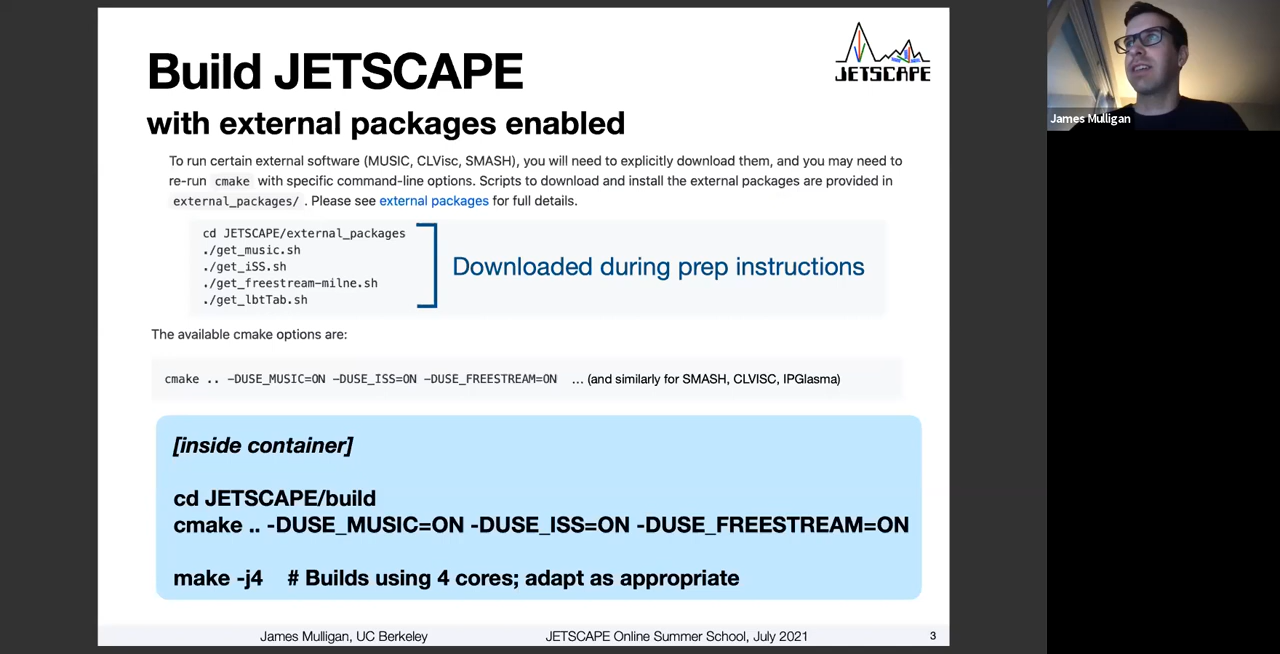 Build JETSCAPE
JETSCAPE
with external packages enabled
To run certain external software (MUSIC, CLVisc, SMASH), you will need to explicitly download them, and you may need to
re-run cmake with specific command-line options. Scripts to download and install the external packages are provided in
external_packages/ . Please see external packages for full details.
cd JETSCAPE/external_packages
./get_music.sh
./get_iSS.sh
./get_freestream-milne.sh
./get_lbtTab.sh
Downloaded during prep instructions
The available cmake options are:
cmake .. -DUSE_MUSIC=ON -DUSE_ISS=ON -DUSE_FREESTREAM=ON ... (and similarly for SMASH, CLVISC, IPGlasma)
[inside container]
cd JETSCAPE/build
cmake .. -DUSE_MUSIC=ON -DUSE_ISS=ON -DUSE_FREESTREAM=ON
make -j4 # Builds using 4 cores; adapt as appropriate
James Mulligan, UC Berkeley
JETSCAPE Online Summer School, July 2021
3
James Mulligan